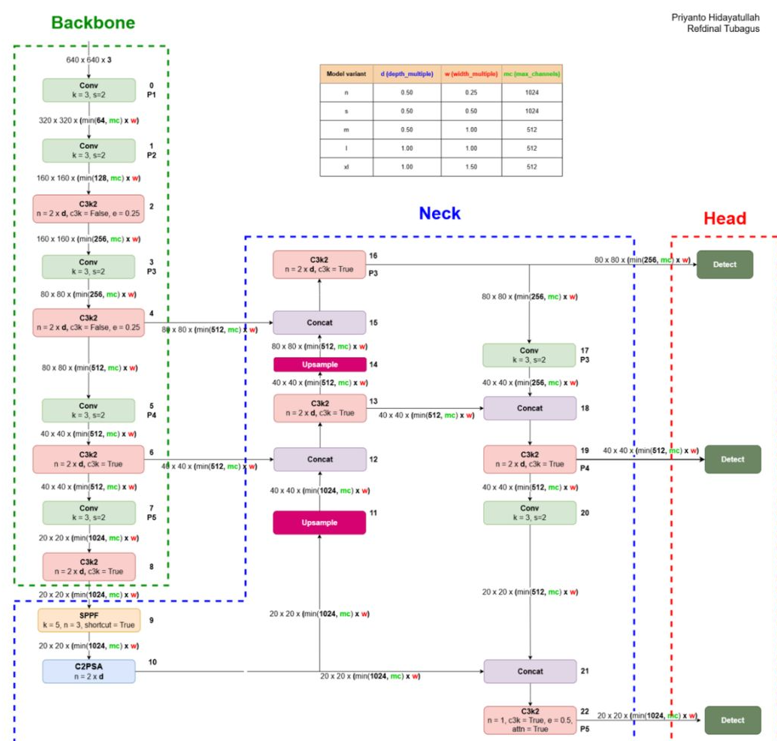 Backbone
Priyanto Hidayatullah
Refdinal Tubagus
640 x 640 x 3
Conv
k = 3, s=2
0
P1
320 x 320 x (min(64, mc) x w)
Conv
k = 3, s=2
1
P2
160 x 160 x (min(128, mc) x w)
C3k2
n = 2 x d, c3k = False, e = 0.25
2
160 x 160 x (min(256, mc) x w)
Conv
k = 3, s=2
3
P3
80 x 80 x (min(256, mc) x w)
C3k2
n = 2 x d, c3k = False, e = 0.25
4
80 x 80 x (min(512, mc) x w)
80 x 80 x (min(512, mc) x w)
Conv
k = 3, s=2
5
P4
40 x 40 x (min(512, mc) x w)
C3k2
n = 2 x d, c3k = True
6
40 x 40 x (min(512, mc) x w)
40 x 40 x (min(512, mc) x w)
Conv
k = 3, s=2
7
P5
20 x 20 x (min(1024, mc) x w)
C3k2
n = 2 x d, c3k = True
8
20 x 20 x (min(1024, mc) x w)
SPPF
k = 5, n = 3, shortcut = True
9
20 x 20 x (min(1024, mc) x w)
C2PSA
n = 2 x d
10
20 x 20 x (min(1024, mc) x w)
Model variant d (depth_multiple) w (width_multiple) mc (max_channels)
n 0.50 0.25 1024
s 0.50 0.50 1024
m 0.50 1.00 512
l 1.00 1.00 512
xl 1.00 1.50 512
Neck
C3k2
n = 2 x d, c3k = True
16
P3
Concat
15
80 x 80 x (min(512, mc) x w)
Upsample
14
40 x 40 x (min(512, mc) x w)
C3k2
n = 2 x d, c3k = True
13
40 x 40 x (min(512, mc) x w)
Concat
12
40 x 40 x (min(1024, mc) x w)
Upsample
11
20 x 20 x (min(1024, mc) x w)
80 x 80 x (min(256, mc) x w)
80 x 80 x (min(256, mc) x w)
Conv
k = 3, s=2
17
P3
40 x 40 x (min(256, mc) x w)
Concat
18
C3k2
n = 2 x d, c3k = True
19
P4
40 x 40 x (min(512, mc) x w)
40 x 40 x (min(512, mc) x w)
Conv
k = 3, s=2
20
20 x 20 x (min(512, mc) x w)
Concat
21
C3k2
n = 1, c3k = True, e = 0.5,
attn = True
22
P5
20 x 20 x (min(1024, mc) x w)
Head
Detect
Detect
Detect